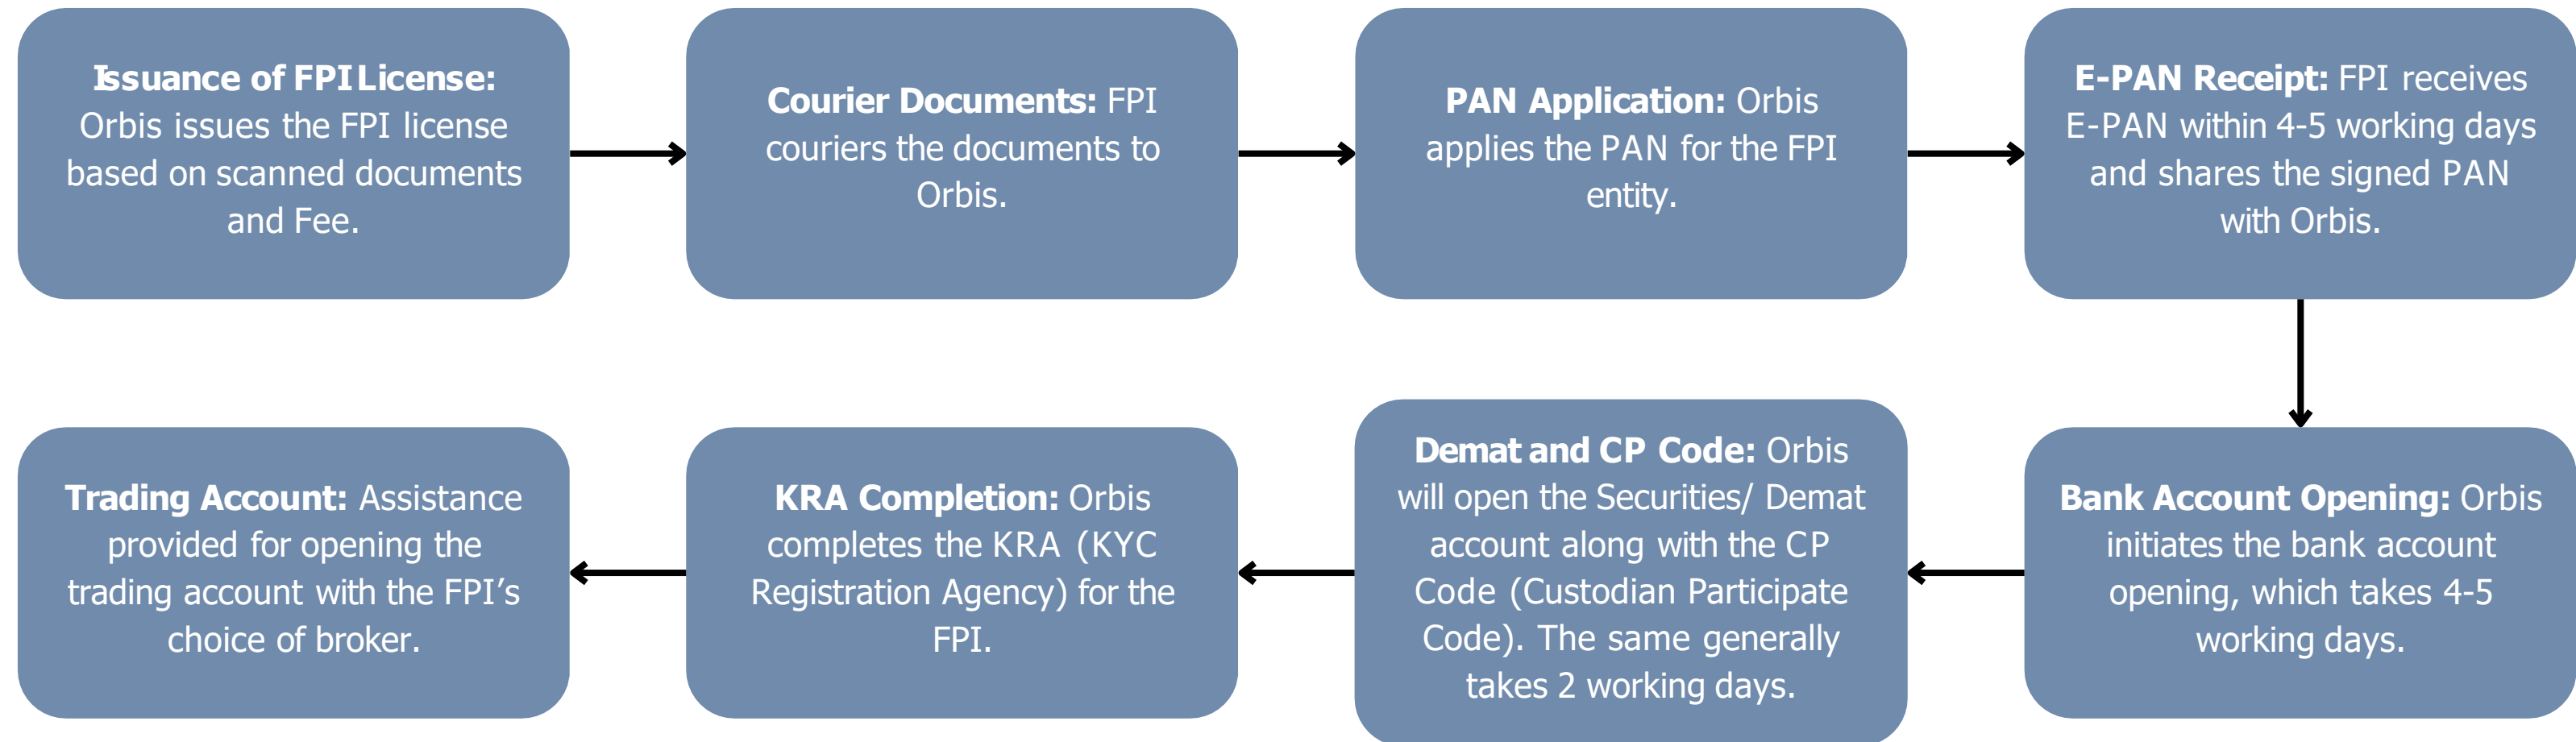 Issuance of FPI License:
Orbis issues the FPI license
based on scanned documents
and Fee.
Courier Documents: FPI
couriers the documents to
Orbis.
PAN Application: Orbis
applies the PAN for the FPI
entity.
E-PAN Receipt: FPI receives
E-PAN within 4-5 working days
and shares the signed PAN
with Orbis.
Bank Account Opening: Orbis
initiates the bank account
opening, which takes 4-5
working days.
Demat and CP Code: Orbis
will open the Securities/ Demat
account along with the CP
Code (Custodian Participate
Code). The same generally
takes 2 working days.
KRA Completion: Orbis
completes the KRA (KYC
Registration Agency) for the
FPI.
Trading Account: Assistance
provided for opening the
trading account with the FPI’s
choice of broker.